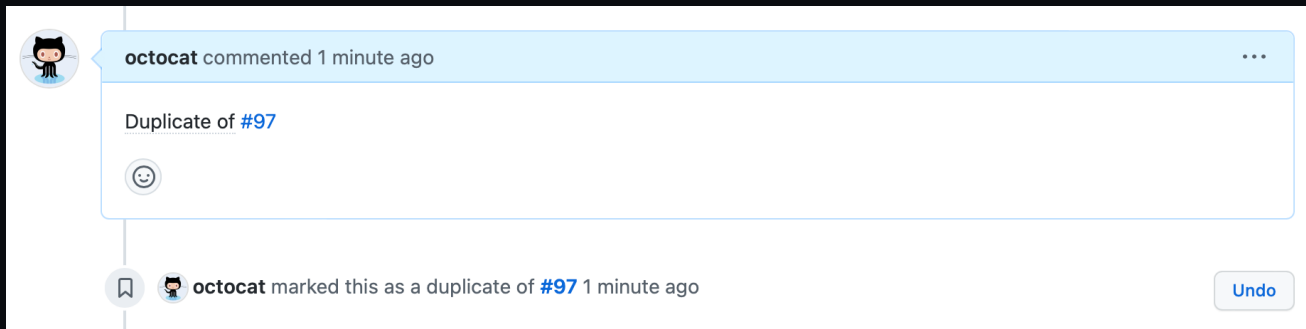 octocat commented 1 minute ago
Duplicate of #97
octocat marked this as a duplicate of #97 1 minute ago
Undo